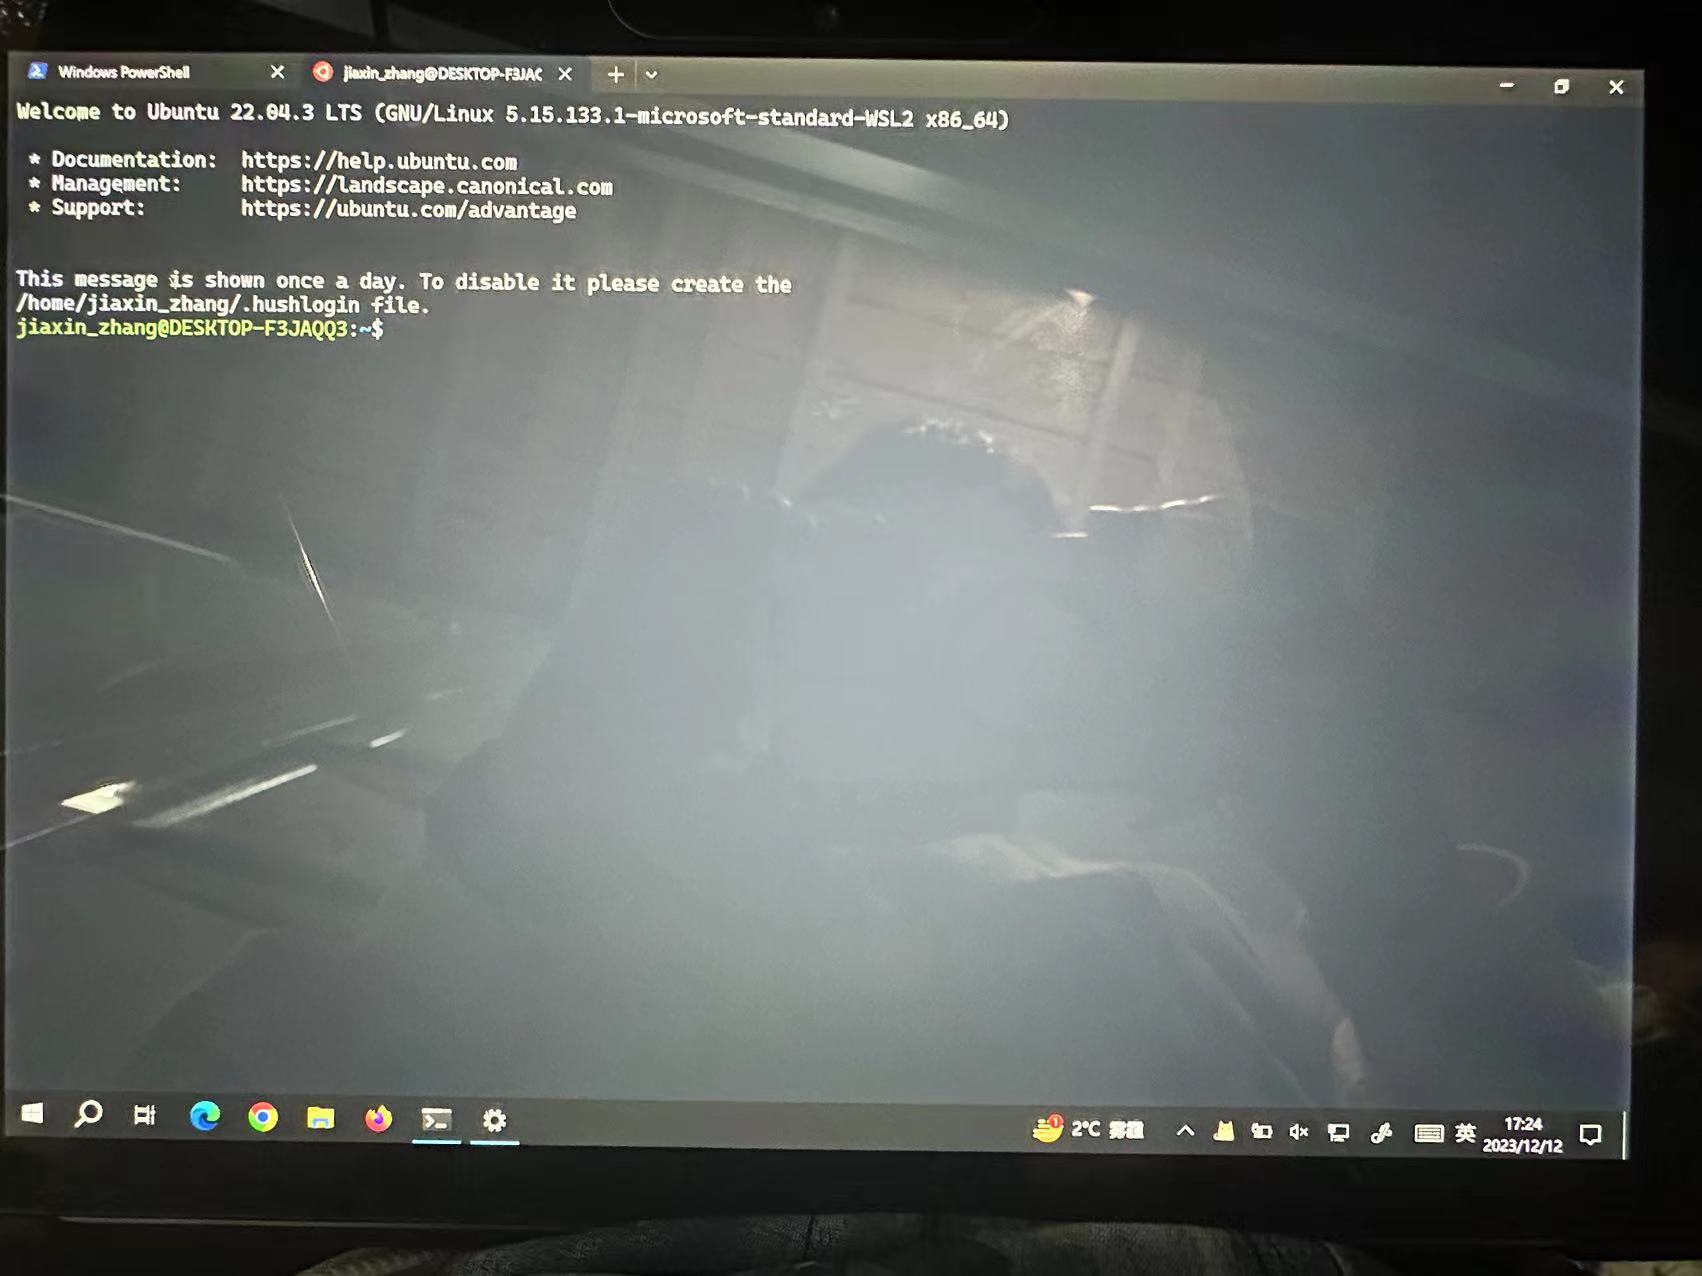 Windows PowerShell
jiaxin_zhang@DESKTOP-F3JAC
Welcome to Ubuntu 22.04.3 LTS (GNU/Linux 5.15.133.1-microsoft-standard-WSL2 x86_64)
* Documentation: https://help.ubuntu.com
* Management: https://landscape.canonical.com
* Support: https://ubuntu.com/advantage
This message is shown once a day. To disable it please create the
/home/jiaxin_zhang/.hushlogin file.
jiaxin_zhang@DESKTOP-F3JAQQ3:~$
1
2°C 雾霾
英
17:24
2023/12/12